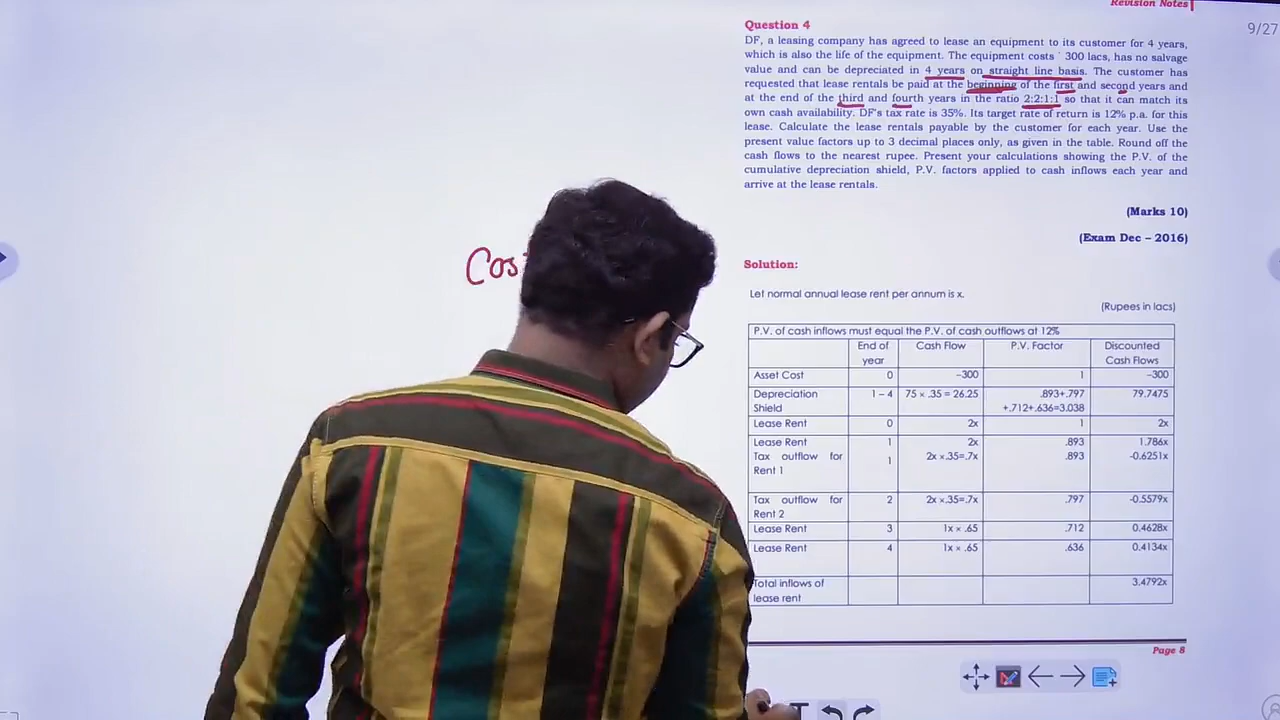 Revision Notes
9/27
Question 4
DF, a leasing company has agreed to lease an equipment to its customer for 4 years,
which is also the life of the equipment. The equipment costs ` 300 lacs, has no salvage
value and can be depreciated in 4 years on straight line basis. The customer has
requested that lease rentals be paid at the beginning of the first and second years and
at the end of the third and fourth years in the ratio 2:2:1:1 so that it can match its
own cash availability. DF's tax rate is 35%. Its target rate of return is 12% p.a. for this
lease. Calculate the lease rentals payable by the customer for each year. Use the
present value factors up to 3 decimal places only, as given in the table. Round off the
cash flows to the nearest rupee. Present your calculations showing the P.V. of the
cumulative depreciation shield, P.V. factors applied to cash inflows each year and
arrive at the lease rentals.
(Marks 10)
(Exam Dec – 2016)
Cos
Solution:
Let normal annual lease rent per annum is x.
(Rupees in lacs)
P.V. of cash inflows must equal the P.V. of cash outflows at 12%
End of year Cash Flow P.V. Factor Discounted Cash Flows
Asset Cost 0 –300 1 –300
Depreciation 1 – 4 75 × .35 = 26.25 .893+.797 79.7475
Shield +.712+.636=3.038
Lease Rent 0 2x 1 2x
Lease Rent 1 2x .893 1.786x
Tax outflow for 1 2x ×.35=.7x .893 -0.6251x
Rent 1
Tax outflow for 2 2x ×.35=.7x .797 -0.5579x
Rent 2
Lease Rent 3 1x × .65 .712 0.4628x
Lease Rent 4 1x × .65 .636 0.4134x
Total inflows of 3.4792x
lease rent
Page 8
T